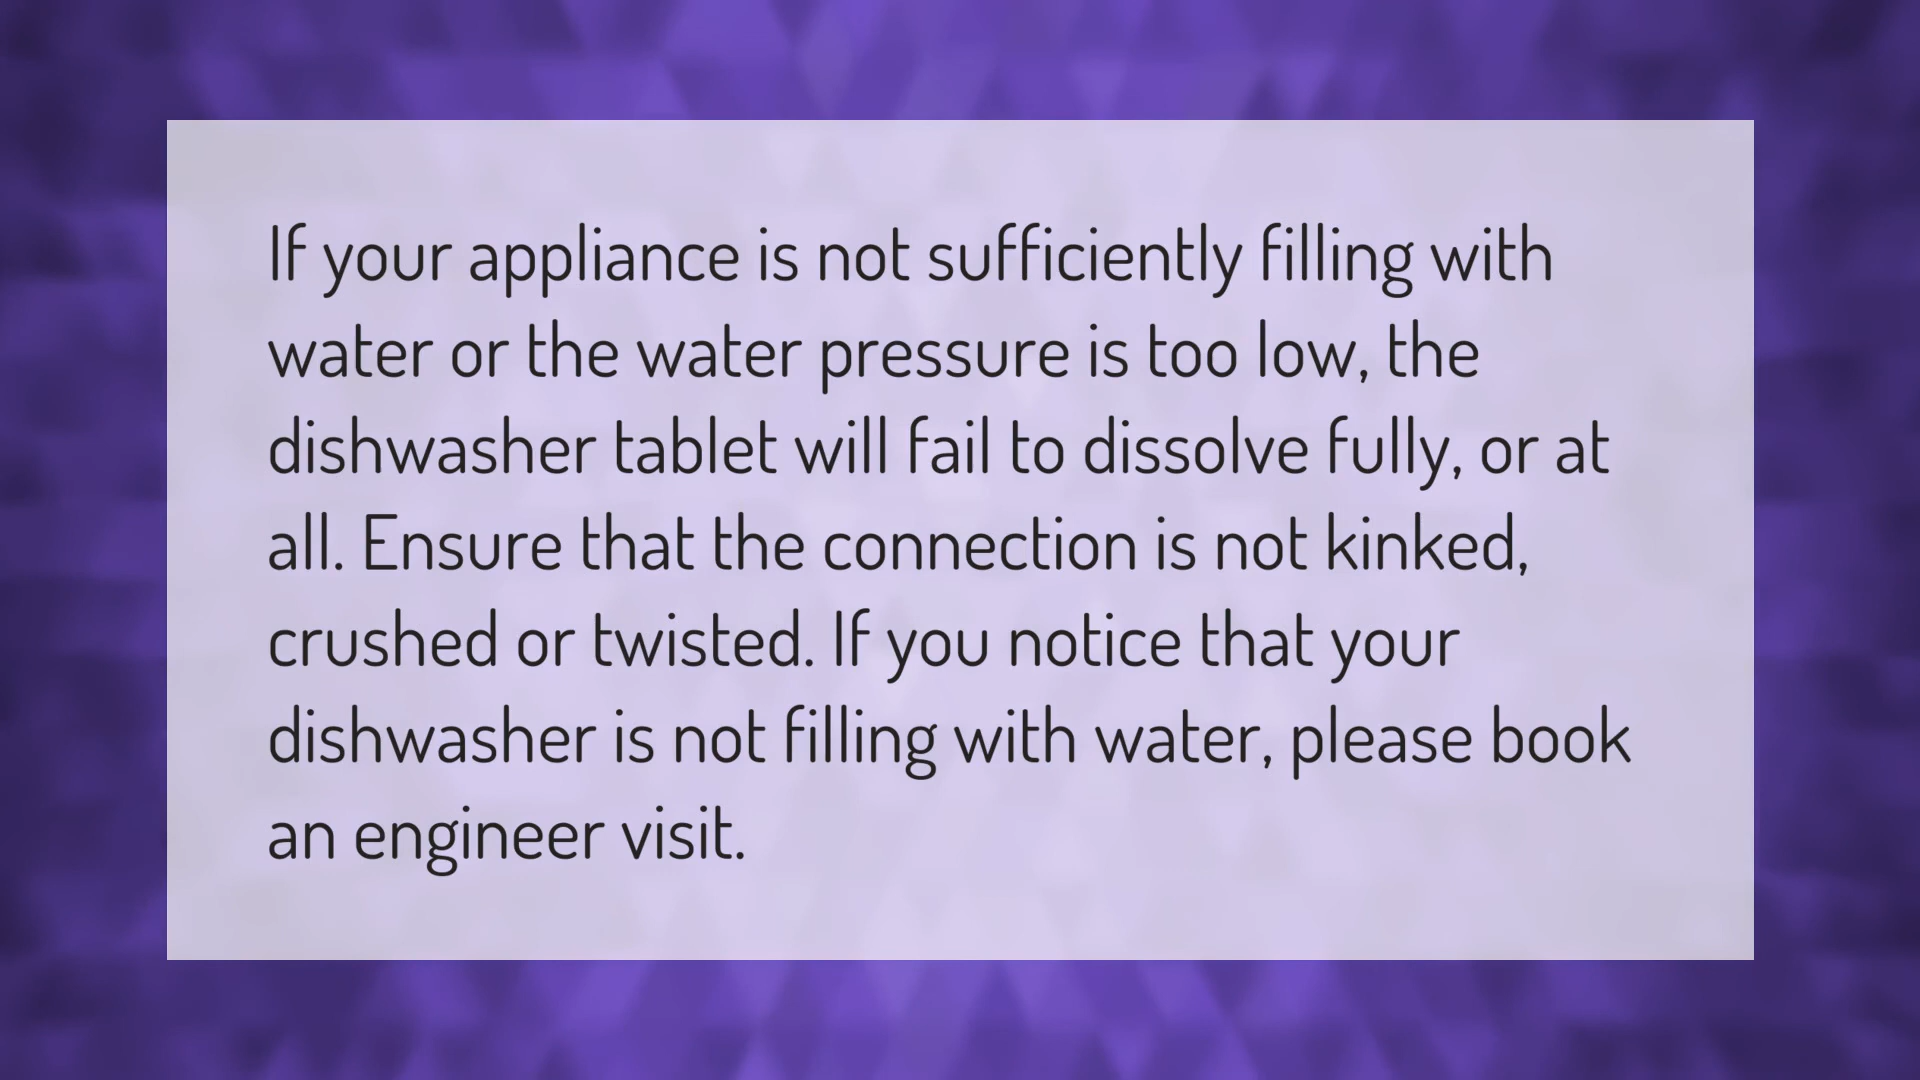 If your appliance is not sufficiently filling with
water or the water pressure is too low, the
dishwasher tablet will fail to dissolve fully, or at
all. Ensure that the connection is not kinked,
crushed or twisted. If you notice that your
dishwasher is not filling with water, please book
an engineer visit.